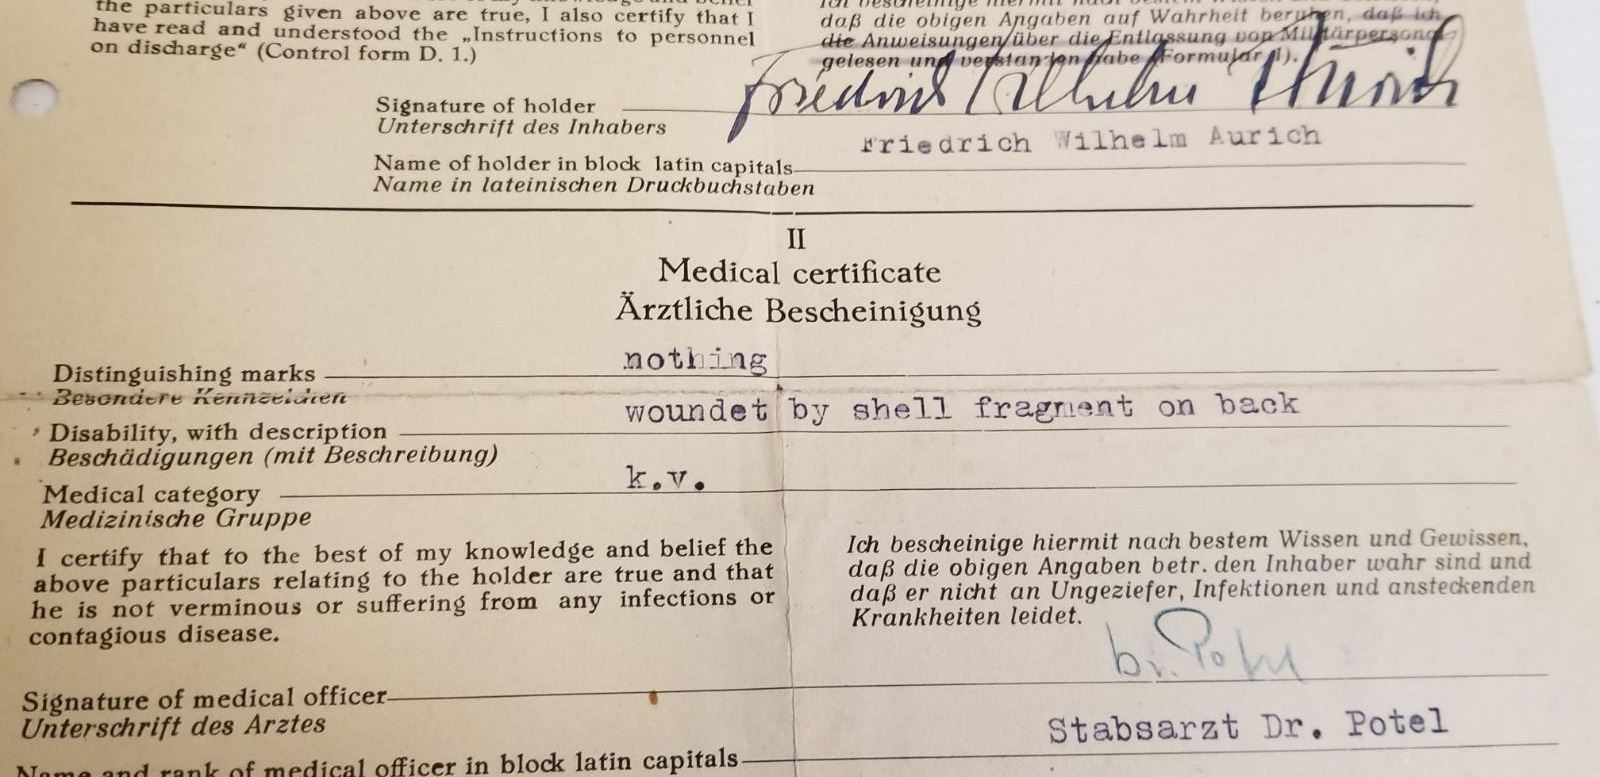 the particulars given above are true, I also certify that I
have read and understood the „Instructions to personnel
on discharge“ (Control form D. 1.)
Ich bescheinige hiermit nach bestem Wissen und Gewissen,
daß die obigen Angaben auf Wahrheit beruhen, daß ich
die Anweisungen über die Entlassung von Militärpersonal
gelesen und verstanden habe (Formular 1).
Signature of holder Friedrich Wilhelm Aurich
Unterschrift des Inhabers
Friedrich Wilhelm Aurich
Name of holder in block latin capitals
Name in lateinischen Druckbuchstaben
II
Medical certificate
Ärztliche Bescheinigung
Distinguishing marks nothing
Besondere Kennzeichen
Disability, with description woundet by shell fragment on back
Beschädigungen (mit Beschreibung)
Medical category k.v.
Medizinische Gruppe
I certify that to the best of my knowledge and belief the
above particulars relating to the holder are true and that
he is not verminous or suffering from any infections or
contagious disease.
Ich bescheinige hiermit nach bestem Wissen und Gewissen,
daß die obigen Angaben betr. den Inhaber wahr sind und
daß er nicht an Ungeziefer, Infektionen und ansteckenden
Krankheiten leidet.
Dr. Potel
Signature of medical officer
Unterschrift des Arztes
Stabsarzt Dr. Potel
Name and rank of medical officer in block latin capitals